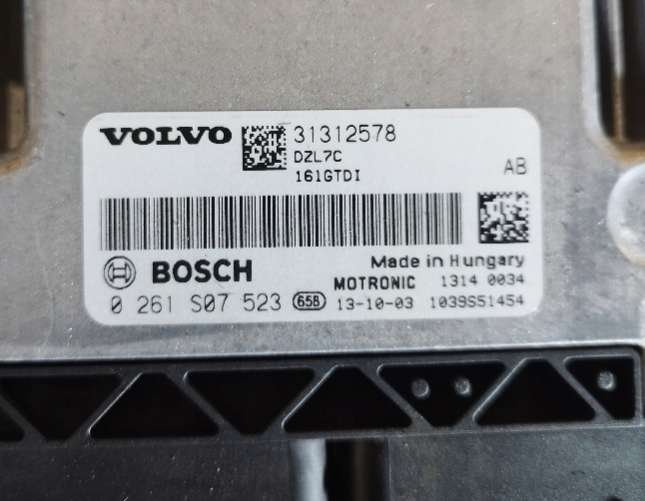 VOLVO 31312578
DZL7C
161GTDI
AB
BOSCH
Made in Hungary
MOTRONIC 1314 0034
0 261 S07 523 65B 13-10-03 1039S51454